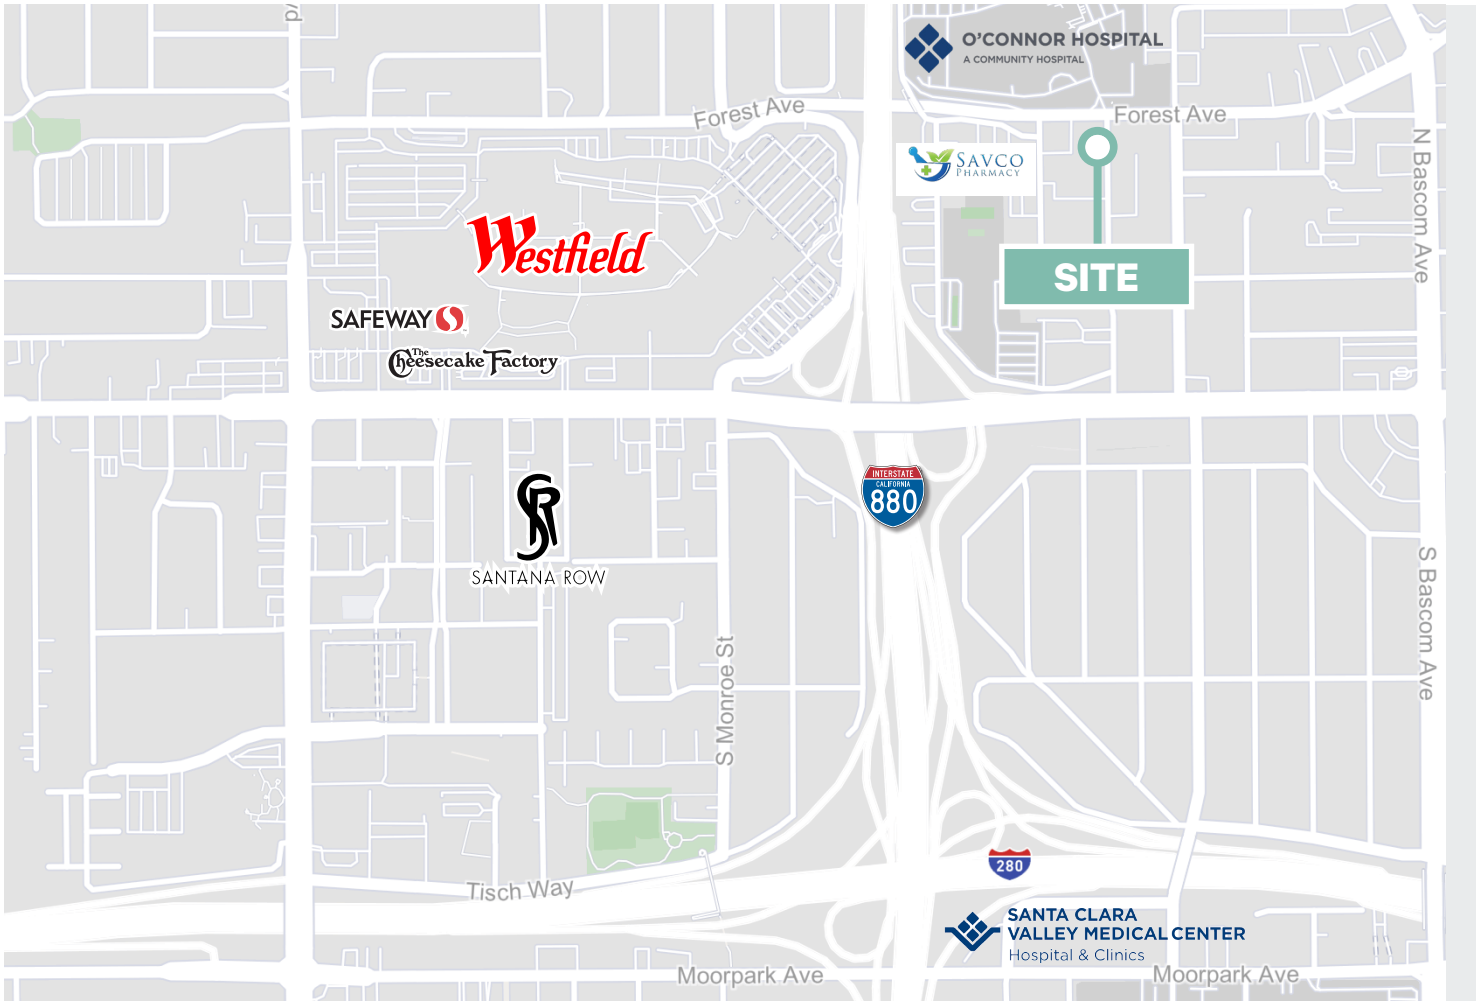 O'CONNOR HOSPITAL
A COMMUNITY HOSPITAL
Forest Ave
Forest Ave
N Bascom Ave
SAVCO
PHARMACY
Westfield
SITE
SAFEWAY
The
Cheesecake Factory
INTERSTATE
CALIFORNIA
880
SR
SANTANA ROW
S Bascom Ave
S Monroe St
280
Tisch Way
SANTA CLARA
VALLEY MEDICAL CENTER
Hospital & Clinics
Moorpark Ave
Moorpark Ave